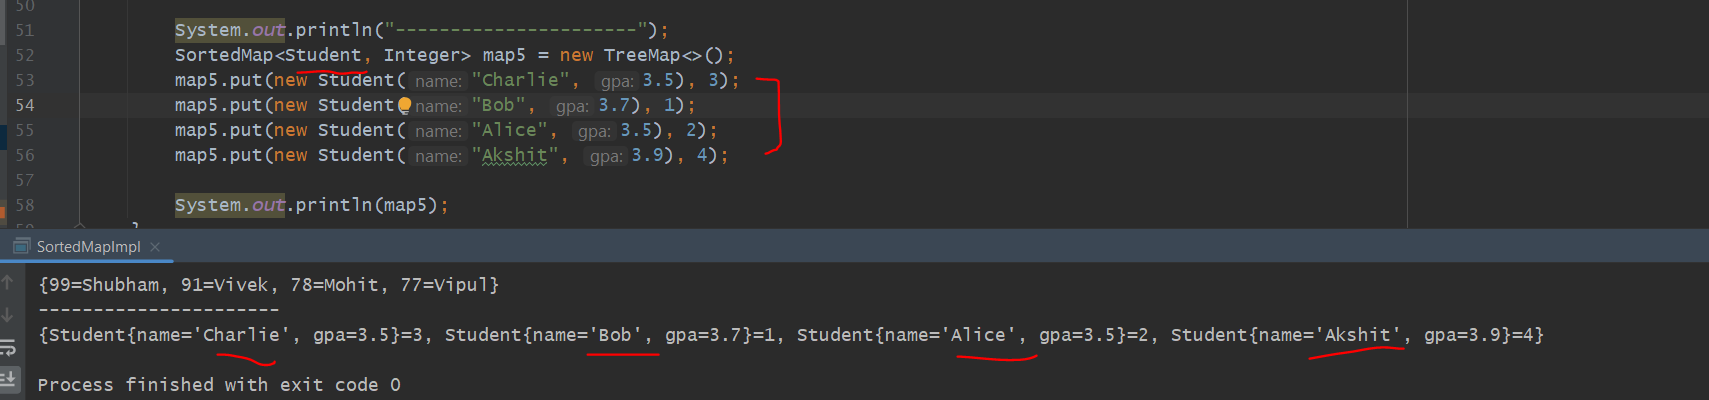 50
51 System.out.println("----------------------");
52 SortedMap<Student, Integer> map5 = new TreeMap<>();
53 map5.put(new Student( name: "Charlie", gpa: 3.5), 3);
54 map5.put(new Student( name: "Bob", gpa: 3.7), 1);
55 map5.put(new Student( name: "Alice", gpa: 3.5), 2);
56 map5.put(new Student( name: "Akshit", gpa: 3.9), 4);
57
58 System.out.println(map5);
59 }
SortedMapImpl ×
{99=Shubham, 91=Vivek, 78=Mohit, 77=Vipul}
----------------------
{Student{name='Charlie', gpa=3.5}=3, Student{name='Bob', gpa=3.7}=1, Student{name='Alice', gpa=3.5}=2, Student{name='Akshit', gpa=3.9}=4}
Process finished with exit code 0